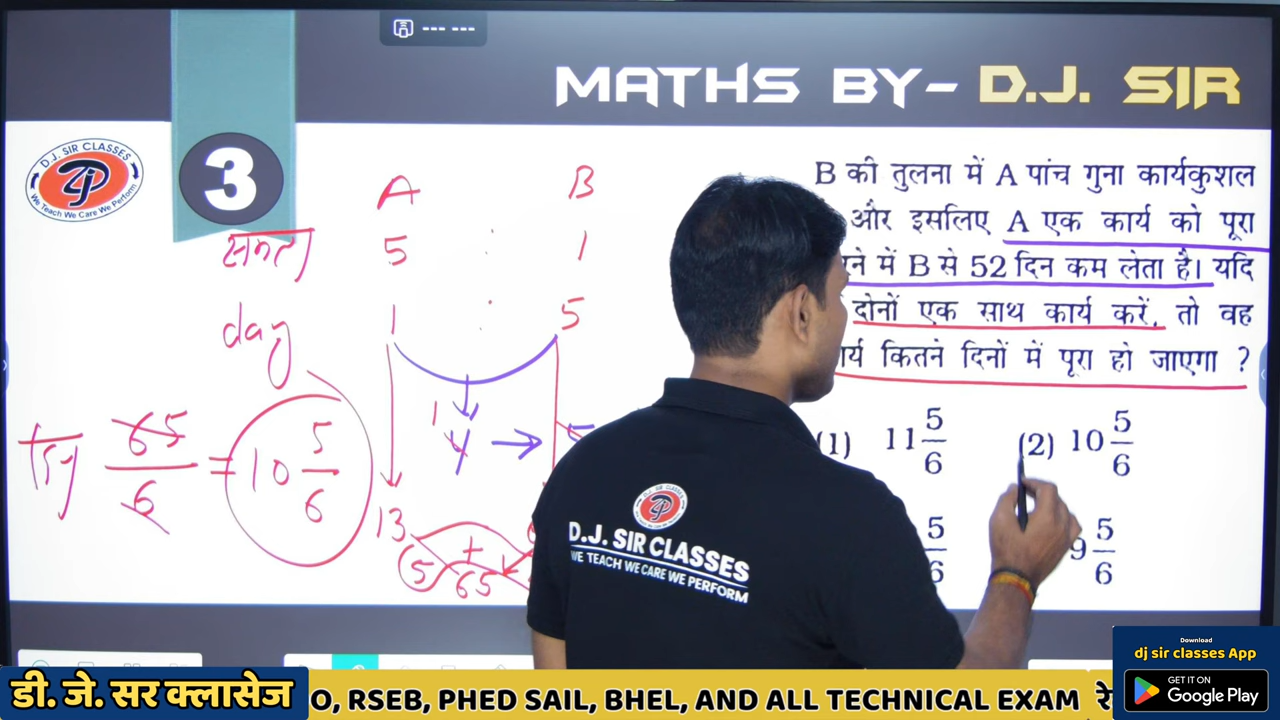 --- ---
MATHS BY- D.J. SIR
D.J. SIR CLASSES
We Teach We Care We Perform
3
A B
क्षमता 5 : 1
day 1 : 5
1
4 →
13
+
5 65
65
6
= 10 5/6
B की तुलना में A पांच गुना कार्यकुशल
और इसलिए A एक कार्य को पूरा
ने में B से 52 दिन कम लेता है। यदि
दोनों एक साथ कार्य करें, तो वह
र्य कितने दिनों में पूरा हो जाएगा ?
(1) 11 5/6 (2) 10 5/6
5/6 9 5/6
D.J. SIR CLASSES
WE TEACH WE CARE WE PERFORM
डी. जे. सर क्लासेज
O, RSEB, PHED SAIL, BHEL, AND ALL TECHNICAL EXAM रे
Download
dj sir classes App
GET IT ON
Google Play